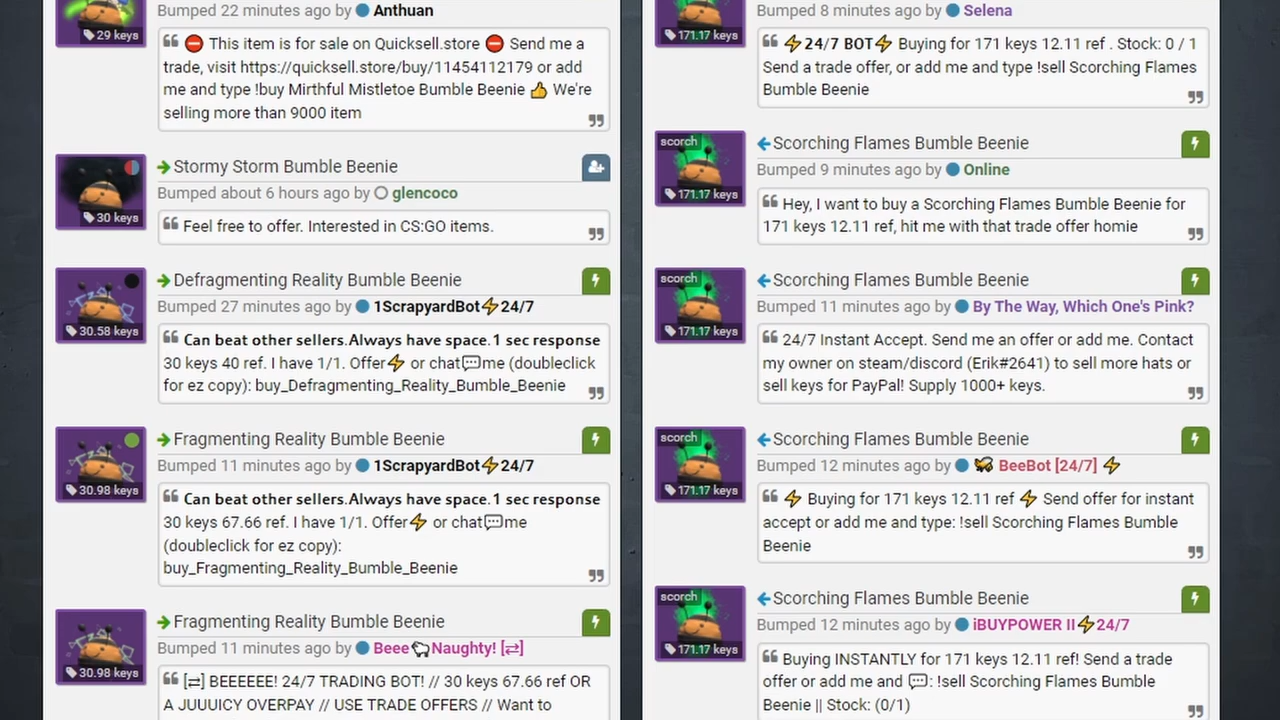 Bumped 22 minutes ago by Anthuan
29 keys
⛔ This item is for sale on Quicksell.store ⛔ Send me a
trade, visit https://quicksell.store/buy/11454112179 or add
me and type !buy Mirthful Mistletoe Bumble Beenie 👍 We're
selling more than 9000 item
Stormy Storm Bumble Beenie
Bumped about 6 hours ago by glencoco
30 keys
Feel free to offer. Interested in CS:GO items.
Defragmenting Reality Bumble Beenie
Bumped 27 minutes ago by 1ScrapyardBot⚡24/7
30.58 keys
Can beat other sellers.Always have space.1 sec response
30 keys 40 ref. I have 1/1. Offer⚡ or chat💬me (doubleclick
for ez copy): buy_Defragmenting_Reality_Bumble_Beenie
Fragmenting Reality Bumble Beenie
Bumped 11 minutes ago by 1ScrapyardBot⚡24/7
30.98 keys
Can beat other sellers.Always have space.1 sec response
30 keys 67.66 ref. I have 1/1. Offer⚡ or chat💬me
(doubleclick for ez copy):
buy_Fragmenting_Reality_Bumble_Beenie
Fragmenting Reality Bumble Beenie
Bumped 11 minutes ago by Beee🐑Naughty! [⇄]
30.98 keys
[⇄] BEEEEEE! 24/7 TRADING BOT! // 30 keys 67.66 ref OR
A JUUUICY OVERPAY // USE TRADE OFFERS // Want to
Bumped 8 minutes ago by Selena
171.17 keys
⚡24/7 BOT⚡ Buying for 171 keys 12.11 ref . Stock: 0 / 1
Send a trade offer, or add me and type !sell Scorching Flames
Bumble Beenie
scorch
Scorching Flames Bumble Beenie
Bumped 9 minutes ago by Online
171.17 keys
Hey, I want to buy a Scorching Flames Bumble Beenie for
171 keys 12.11 ref, hit me with that trade offer homie
scorch
Scorching Flames Bumble Beenie
Bumped 11 minutes ago by By The Way, Which One's Pink?
171.17 keys
24/7 Instant Accept. Send me an offer or add me. Contact
my owner on steam/discord (Erik#2641) to sell more hats or
sell keys for PayPal! Supply 1000+ keys.
scorch
Scorching Flames Bumble Beenie
Bumped 12 minutes ago by 🐝 BeeBot [24/7] ⚡
171.17 keys
⚡ Buying for 171 keys 12.11 ref ⚡ Send offer for instant
accept or add me and type: !sell Scorching Flames Bumble
Beenie
scorch
Scorching Flames Bumble Beenie
Bumped 12 minutes ago by iBUYPOWER II⚡24/7
171.17 keys
Buying INSTANTLY for 171 keys 12.11 ref! Send a trade
offer or add me and 💬: !sell Scorching Flames Bumble
Beenie || Stock: (0/1)